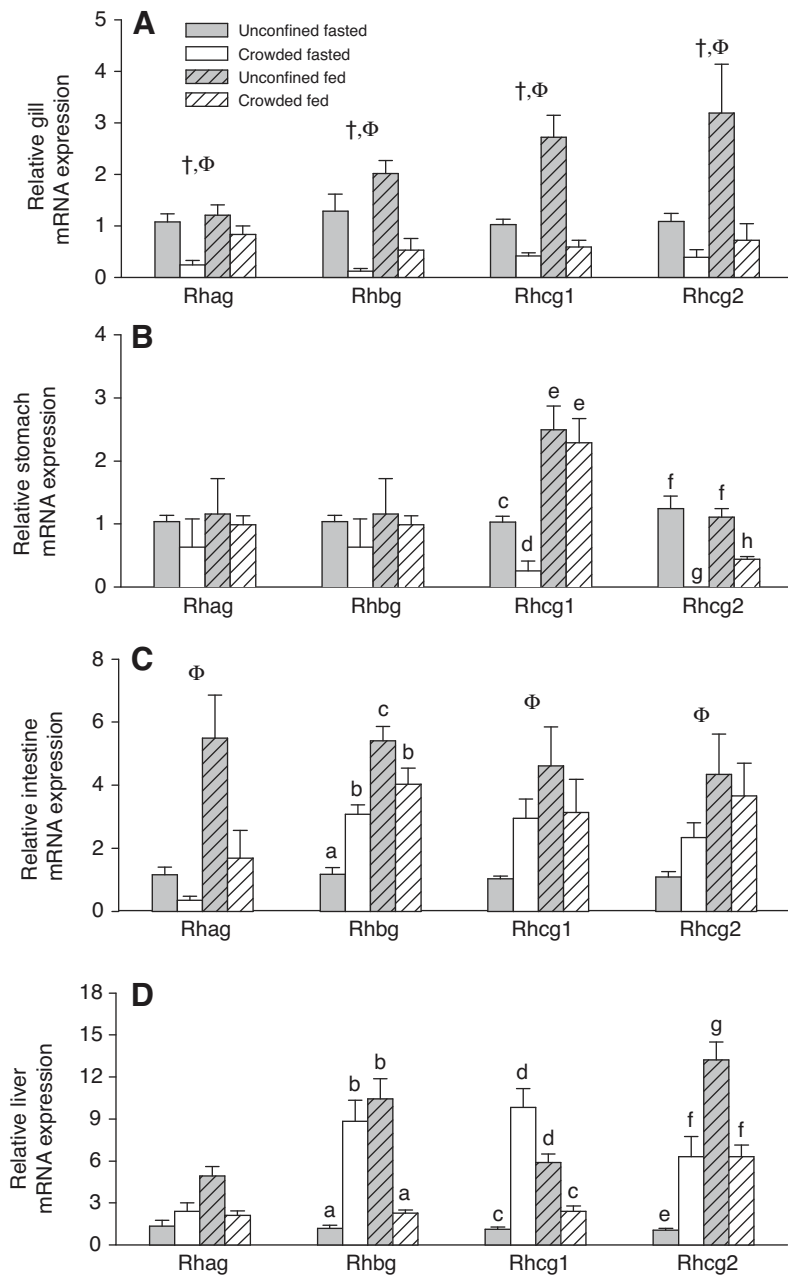 A
Unconfined fasted
Crowded fasted
Unconfined fed
Crowded fed
Relative gill
mRNA expression
5
4
3
2
1
0
†,Φ
†,Φ
†,Φ
†,Φ
Rhag Rhbg Rhcg1 Rhcg2
B
Relative stomach
mRNA expression
4
3
2
1
0
c
d
e
e
f
g
f
h
Rhag Rhbg Rhcg1 Rhcg2
C
Relative intestine
mRNA expression
8
6
4
2
0
Φ
a
b
c
b
Φ
Φ
Rhag Rhbg Rhcg1 Rhcg2
D
Relative liver
mRNA expression
18
15
12
9
6
3
0
a
b
b
a
c
d
d
c
e
f
g
f
Rhag Rhbg Rhcg1 Rhcg2